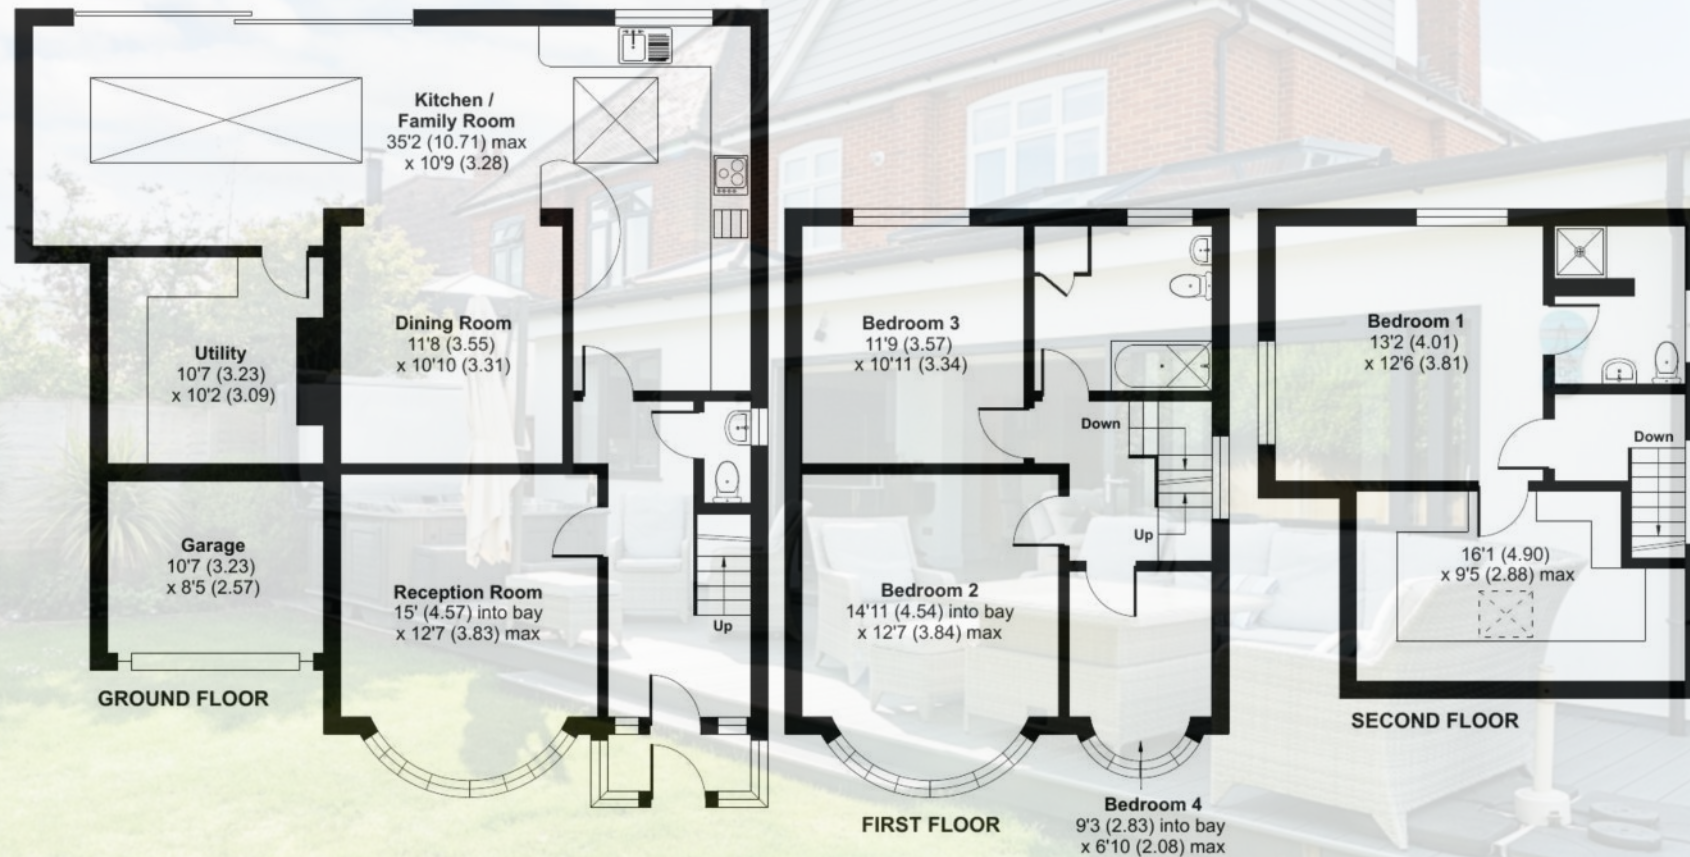 Kitchen /
Family Room
35'2 (10.71) max
x 10'9 (3.28)
Utility
10'7 (3.23)
x 10'2 (3.09)
Dining Room
11'8 (3.55)
x 10'10 (3.31)
Garage
10'7 (3.23)
x 8'5 (2.57)
Reception Room
15' (4.57) into bay
x 12'7 (3.83) max
Up
GROUND FLOOR
Bedroom 3
11'9 (3.57)
x 10'11 (3.34)
Down
Up
Bedroom 2
14'11 (4.54) into bay
x 12'7 (3.84) max
Bedroom 4
9'3 (2.83) into bay
x 6'10 (2.08) max
FIRST FLOOR
Bedroom 1
13'2 (4.01)
x 12'6 (3.81)
Down
16'1 (4.90)
x 9'5 (2.88) max
SECOND FLOOR